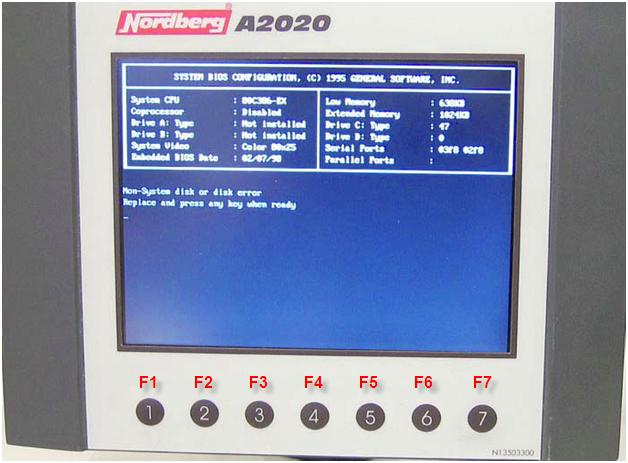 Nordberg A2020
SYSTEM BIOS CONFIGURATION, (C) 1995 GENERAL SOFTWARE, INC.
System CPU : 80C386-EX
Coprocessor : Disabled
Drive A: Type : Not installed
Drive B: Type : Not installed
System Video : Color 80x25
Embedded BIOS Date : 02/07/98
Low Memory : 638KB
Extended Memory : 1024KB
Drive C: Type : 47
Drive D: Type : 0
Serial Ports : 03F8 02F8
Parallel Ports :
Non-System disk or disk error
Replace and press any key when ready
_
F1 F2 F3 F4 F5 F6 F7
1 2 3 4 5 6 7
N13503300